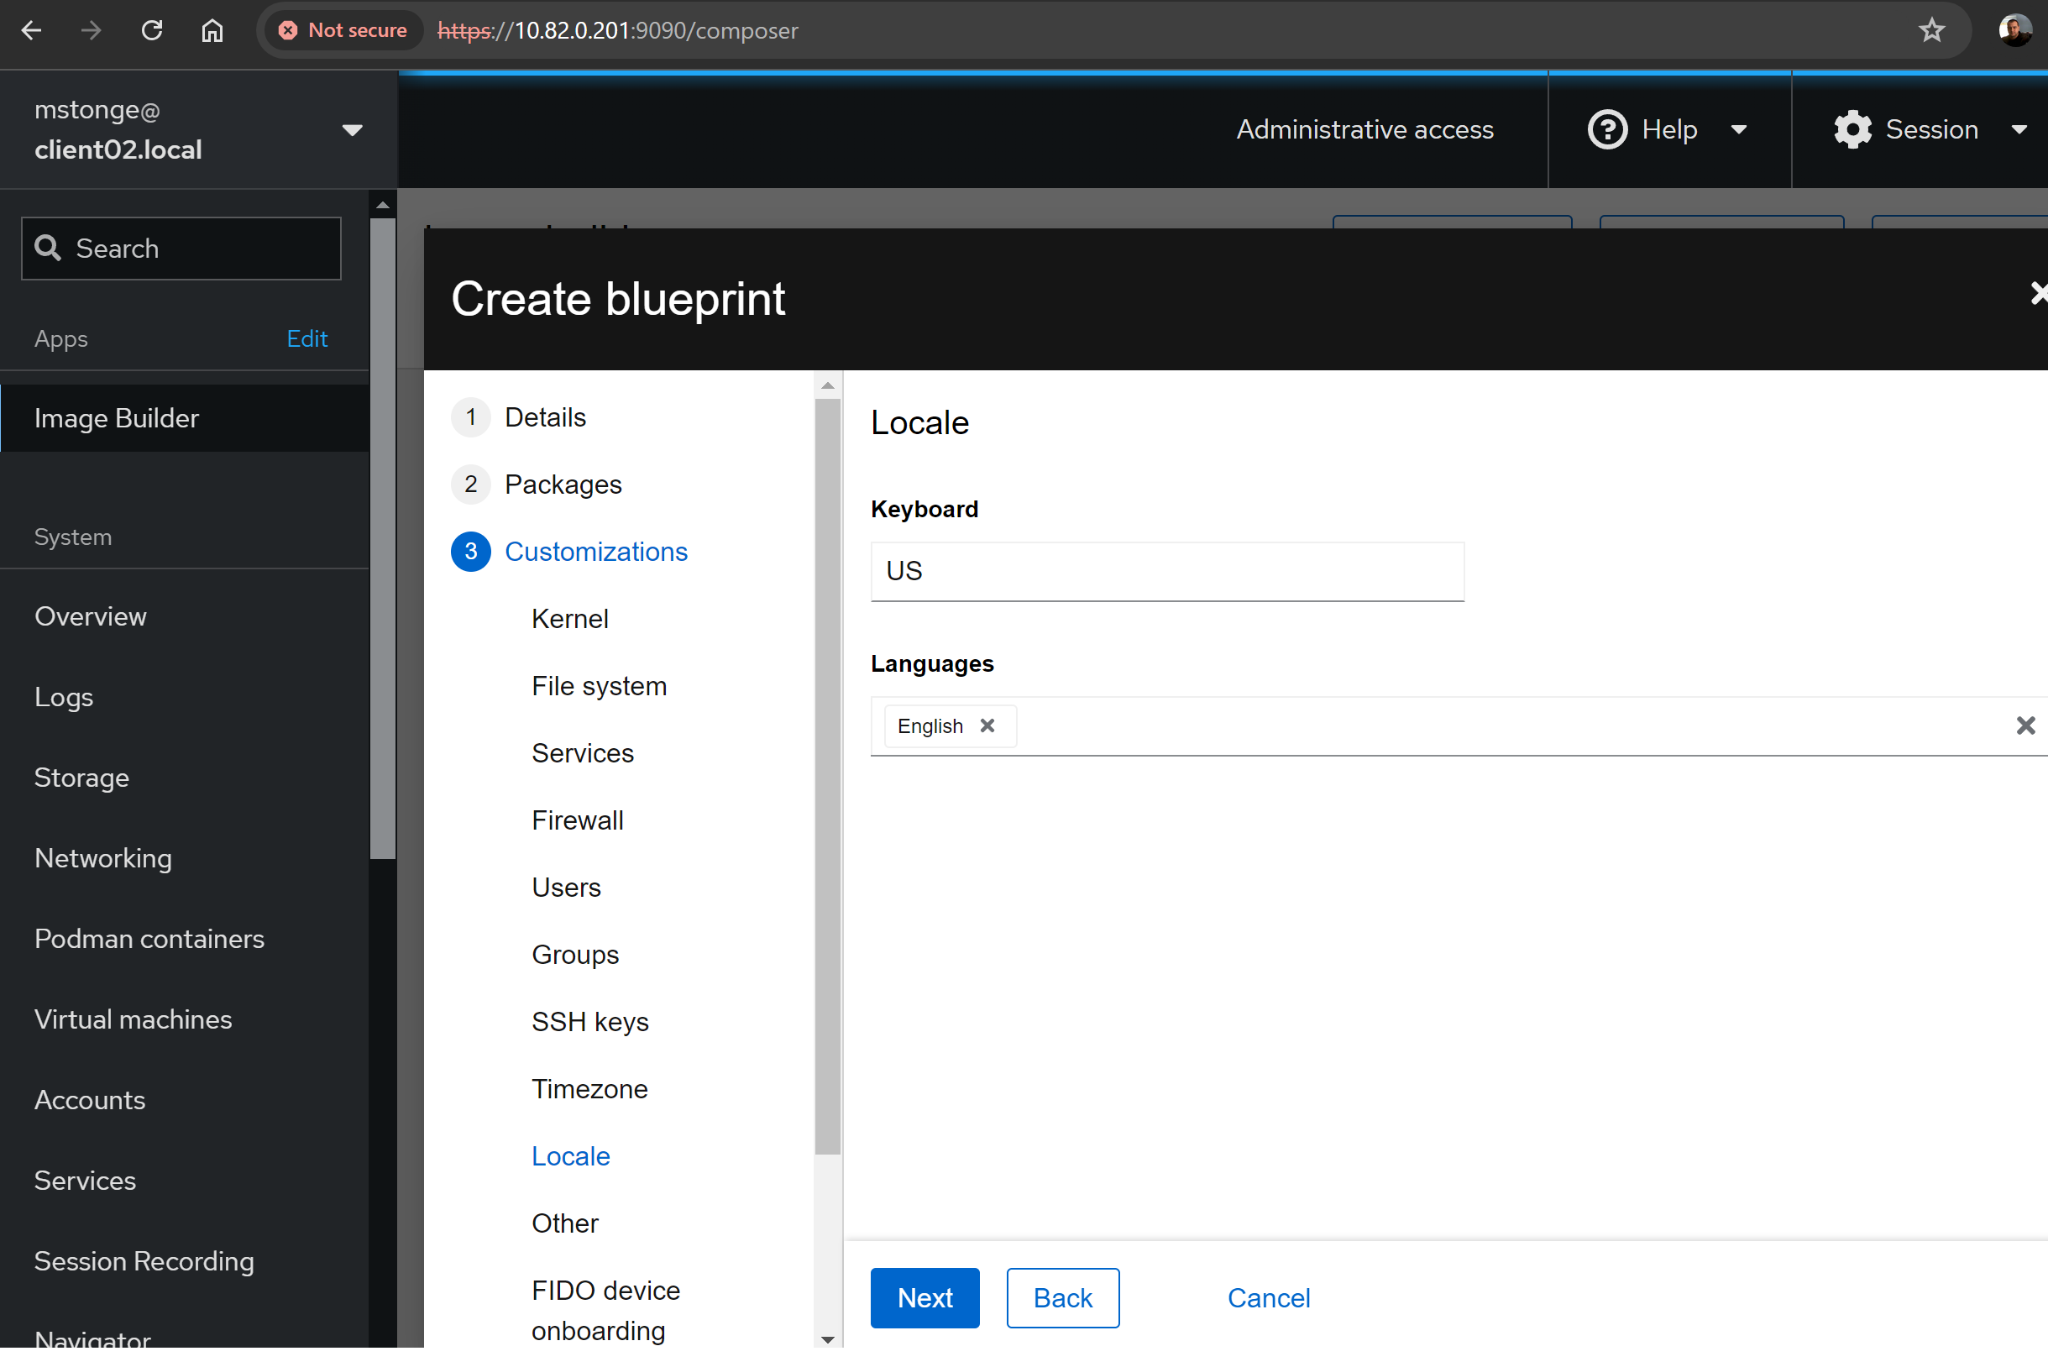 Not secure
https://10.82.0.201:9090/composer
mstonge@
client02.local
Administrative access
Help
Session
Search
Apps
Edit
Image Builder
System
Overview
Logs
Storage
Networking
Podman containers
Virtual machines
Accounts
Services
Session Recording
Navigator
Create blueprint
1 Details
2 Packages
3 Customizations
Kernel
File system
Services
Firewall
Users
Groups
SSH keys
Timezone
Locale
Other
FIDO device
onboarding
Locale
Keyboard
US
Languages
English
Next
Back
Cancel